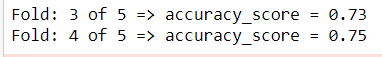 Fold: 3 of 5 => accuracy_score = 0.73
Fold: 4 of 5 => accuracy_score = 0.75